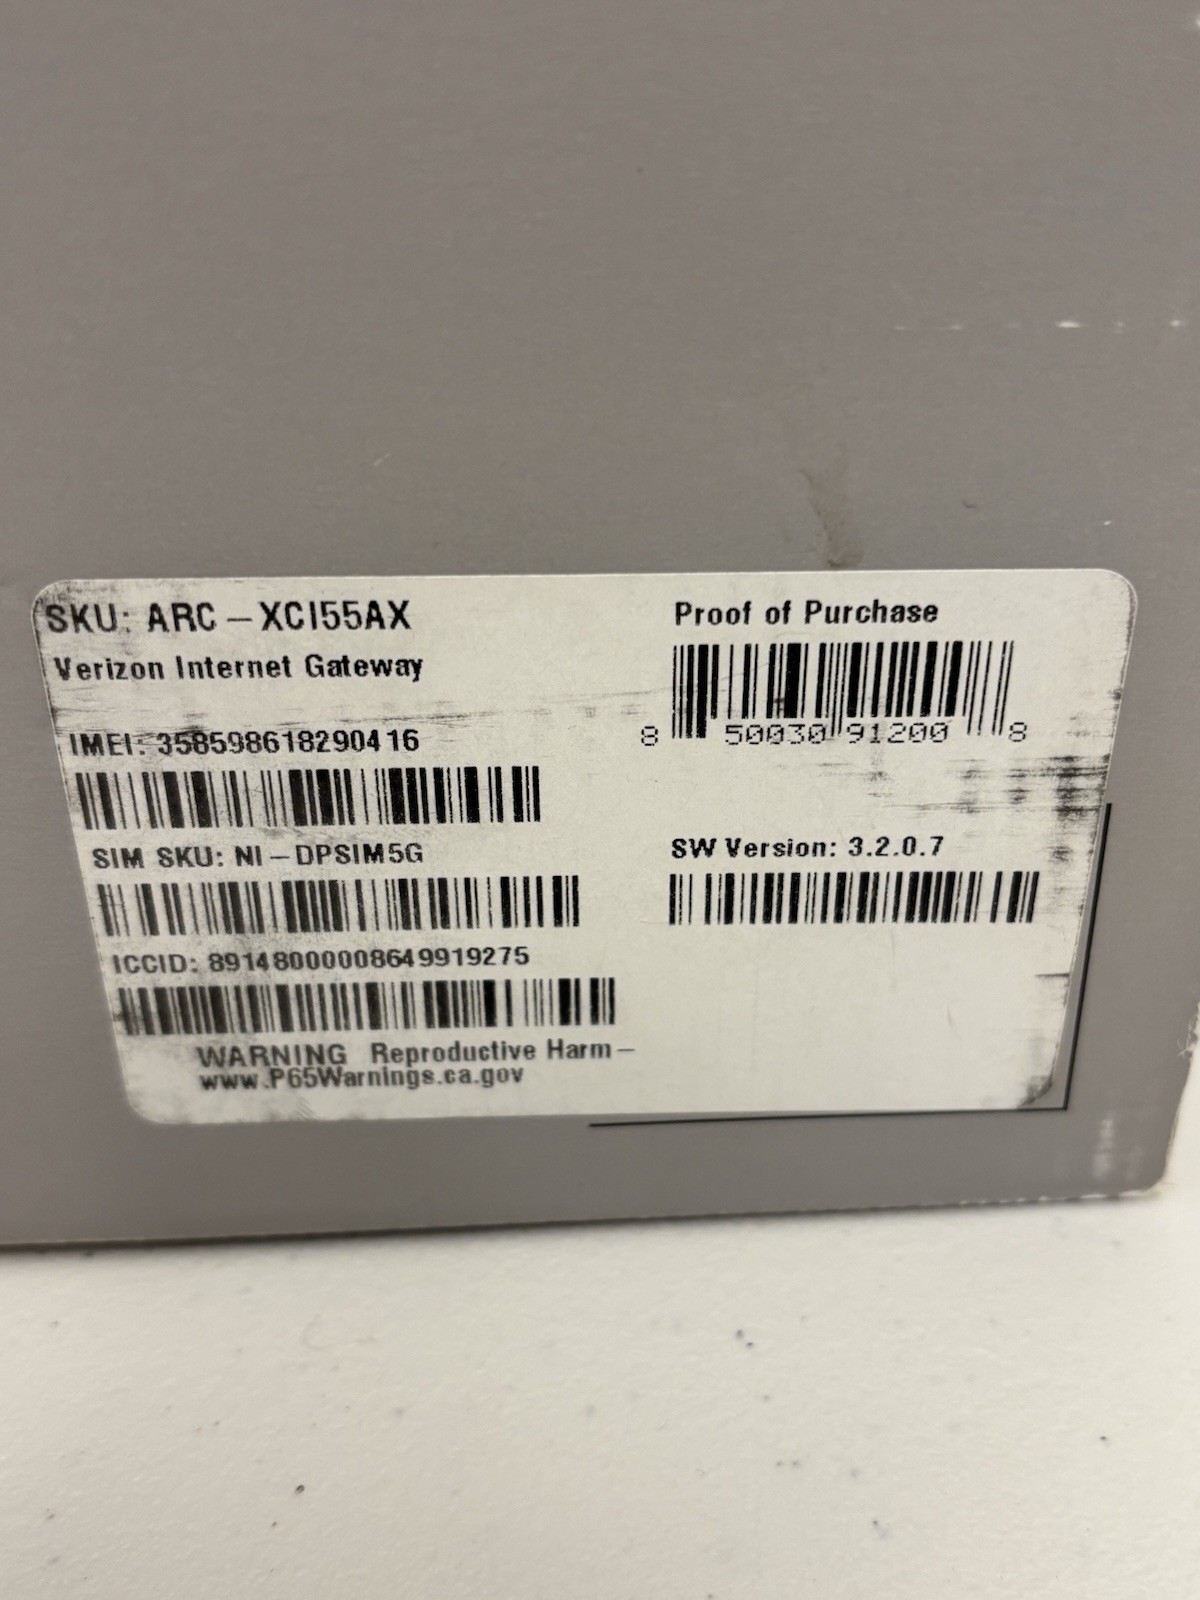 SKU: ARC-XCI55AX
Verizon Internet Gateway
IMEI: 358598618290416
SIM SKU: NI-DPSIM5G
ICCID: 89148000008649919275
WARNING Reproductive Harm-
www.P65Warnings.ca.gov
Proof of Purchase
8 50030 91200 8
SW Version: 3.2.0.7